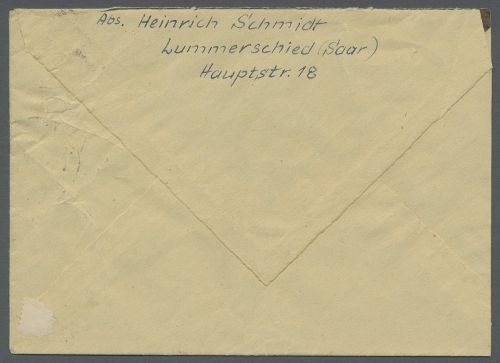 Abs. Heinrich Schmidt
Lummerschied (Saar)
Hauptstr. 18